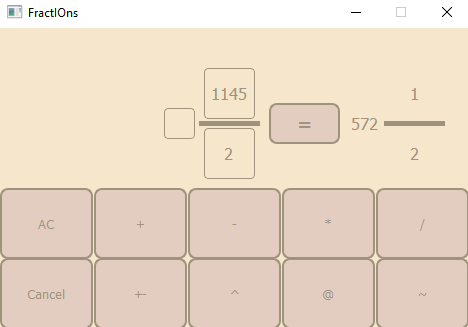 FractIOns
1145
2
=
572
1
2
AC + - * /
Cancel +- ^ @ ~